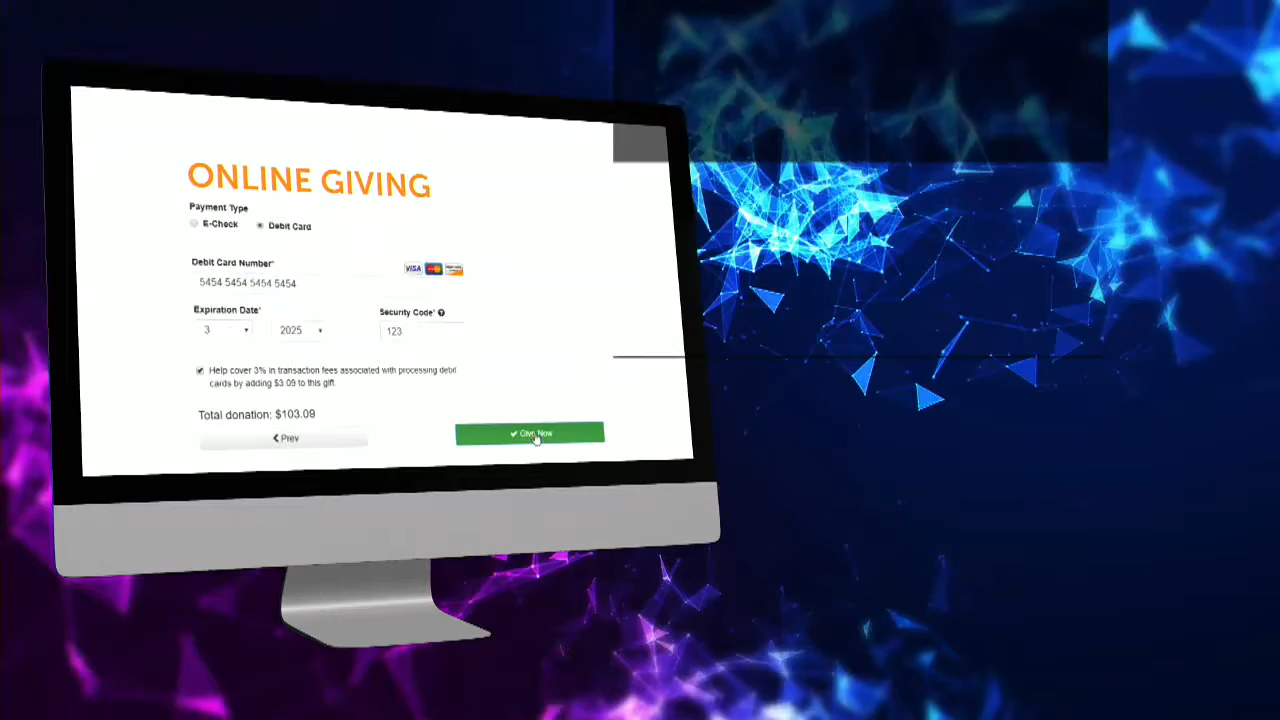 ONLINE GIVING
Payment Type
E-Check Debit Card
Debit Card Number*
VISA
5454 5454 5454 5454
Expiration Date*
Security Code*
3 2025
123
Help cover 3% in transaction fees associated with processing debit
cards by adding $3.09 to this gift.
Total donation: $103.09
Prev
Give Now